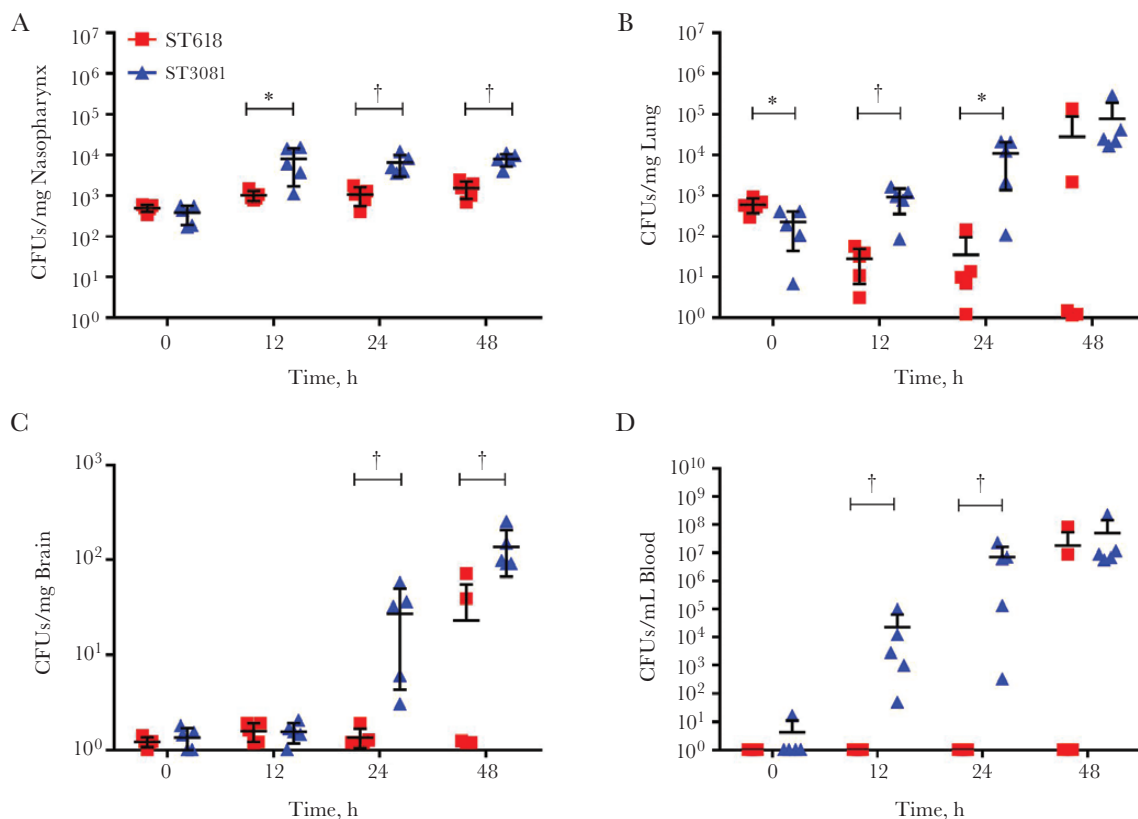 A
ST618
ST3081
CFUs/mg Nasopharynx
10⁷
10⁶
10⁵
10⁴
10³
10²
10¹
10⁰
* † †
0 12 24 48
Time, h
B
CFUs/mg Lung
10⁷
10⁶
10⁵
10⁴
10³
10²
10¹
10⁰
* † *
0 12 24 48
Time, h
C
CFUs/mg Brain
10³
10²
10¹
10⁰
† †
0 12 24 48
Time, h
D
CFUs/mL Blood
10¹⁰
10⁹
10⁸
10⁷
10⁶
10⁵
10⁴
10³
10²
10¹
10⁰
† †
0 12 24 48
Time, h